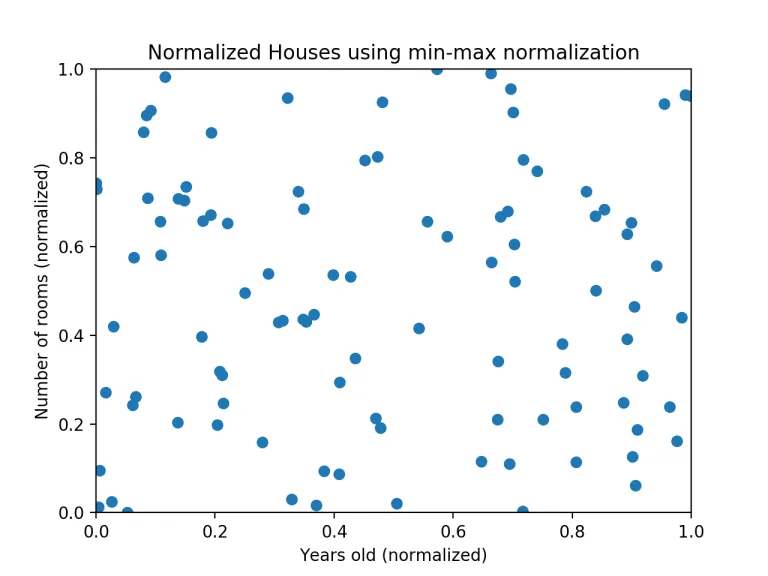 Normalized Houses using min-max normalization
1.0
0.8
0.6
0.4
0.2
0.0
Number of rooms (normalized)
0.0 0.2 0.4 0.6 0.8 1.0
Years old (normalized)